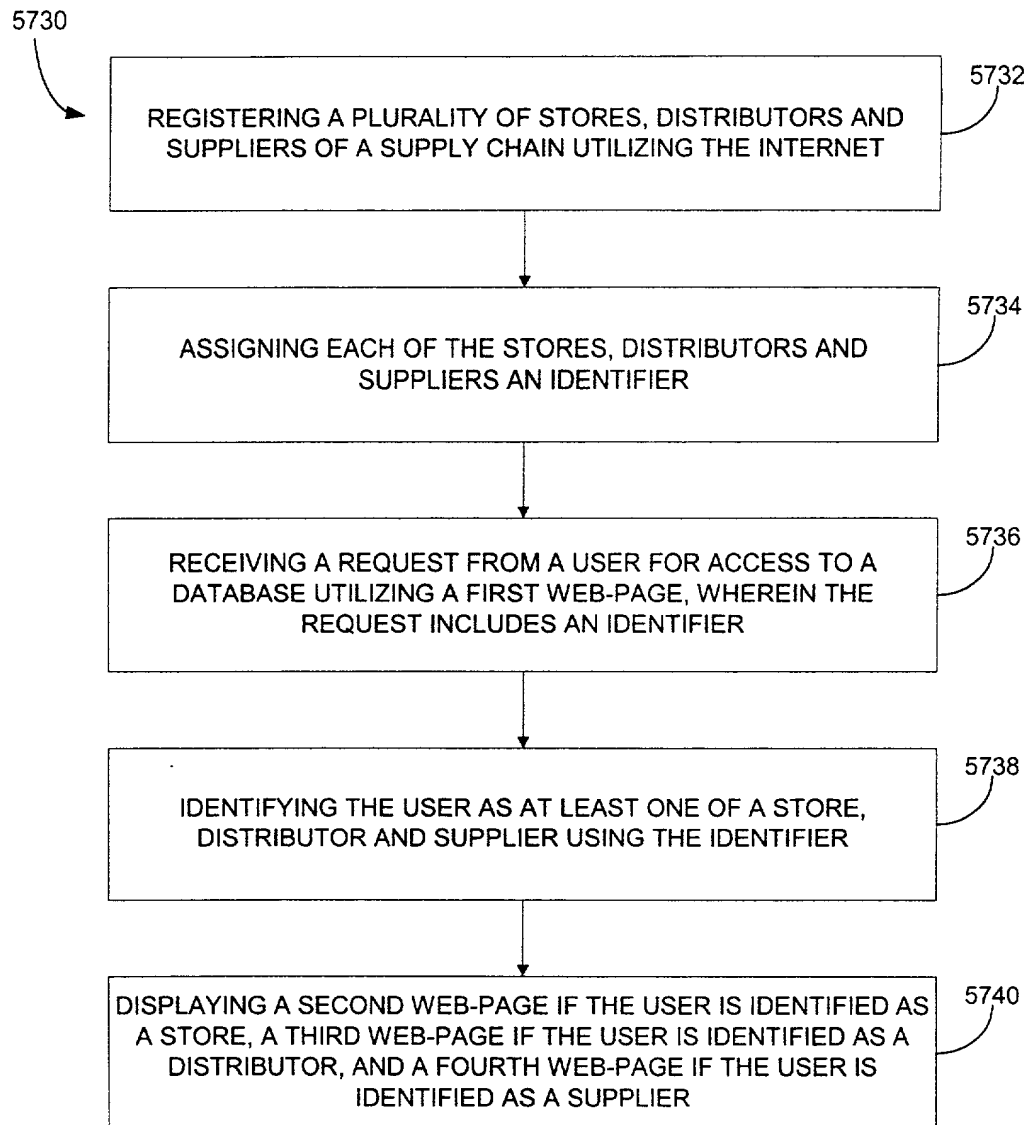 5730
5732
REGISTERING A PLURALITY OF STORES, DISTRIBUTORS AND
SUPPLIERS OF A SUPPLY CHAIN UTILIZING THE INTERNET
5734
ASSIGNING EACH OF THE STORES, DISTRIBUTORS AND
SUPPLIERS AN IDENTIFIER
5736
RECEIVING A REQUEST FROM A USER FOR ACCESS TO A
DATABASE UTILIZING A FIRST WEB-PAGE, WHEREIN THE
REQUEST INCLUDES AN IDENTIFIER
5738
IDENTIFYING THE USER AS AT LEAST ONE OF A STORE,
DISTRIBUTOR AND SUPPLIER USING THE IDENTIFIER
5740
DISPLAYING A SECOND WEB-PAGE IF THE USER IS IDENTIFIED AS
A STORE, A THIRD WEB-PAGE IF THE USER IS IDENTIFIED AS A
DISTRIBUTOR, AND A FOURTH WEB-PAGE IF THE USER IS
IDENTIFIED AS A SUPPLIER